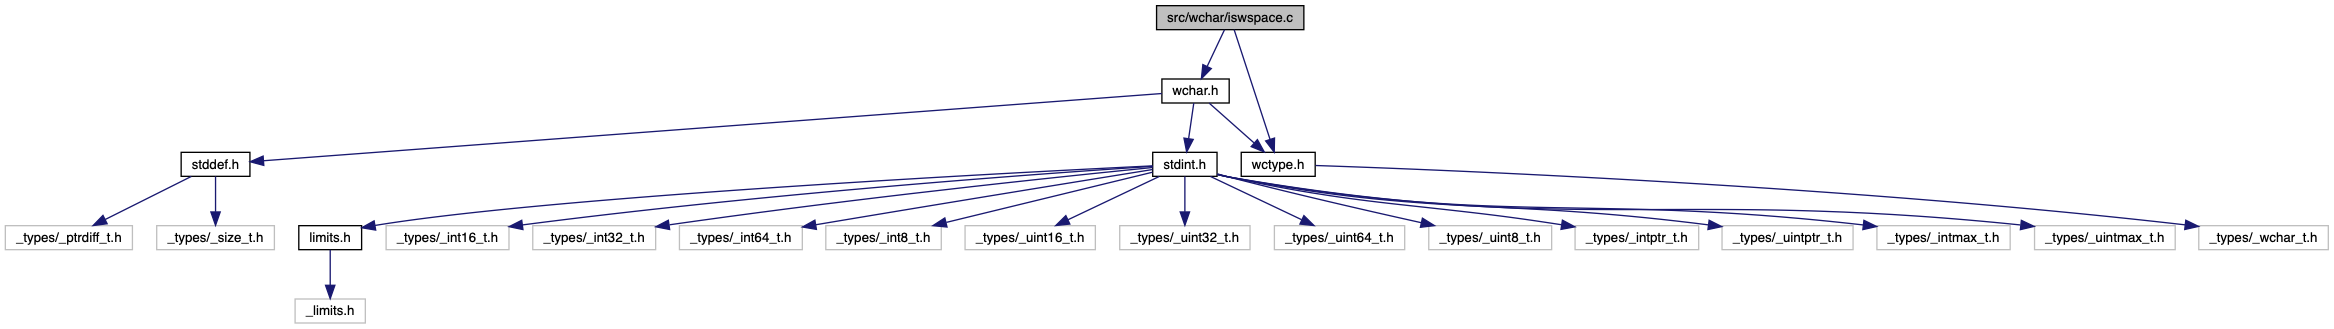 src/wchar/iswspace.c
wchar.h
stddef.h
stdint.h
wctype.h
_types/_ptrdiff_t.h
_types/_size_t.h
limits.h
_types/_int16_t.h
_types/_int32_t.h
_types/_int64_t.h
_types/_int8_t.h
_types/_uint16_t.h
_types/_uint32_t.h
_types/_uint64_t.h
_types/_uint8_t.h
_types/_intptr_t.h
_types/_uintptr_t.h
_types/_intmax_t.h
_types/_uintmax_t.h
_types/_wchar_t.h
_limits.h